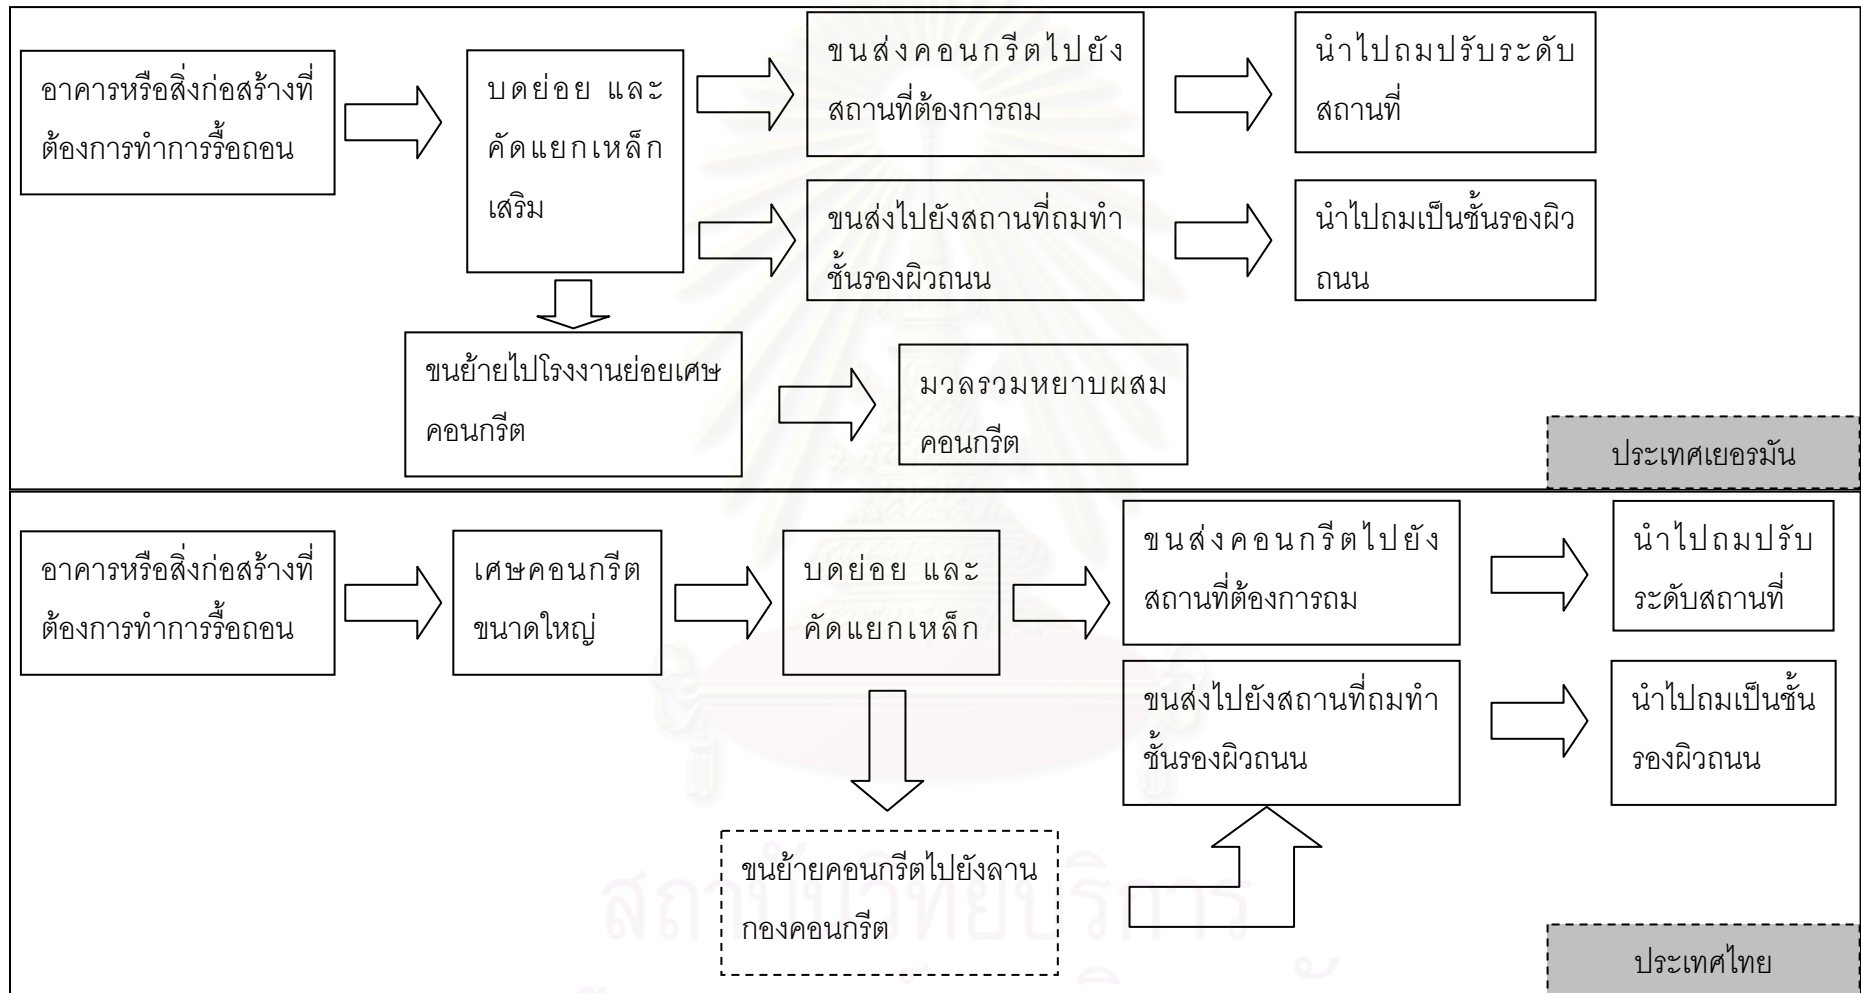 อาคารหรือสิ่งก่อสร้างที่
ต้องการทำการรื้อถอน
บดย่อย และ
คัดแยกเหล็ก
เสริม
ขนส่งคอนกรีตไปยัง
สถานที่ต้องการถม
นำไปถมปรับระดับ
สถานที่
ขนส่งไปยังสถานที่ถมทำ
ชั้นรองผิวถนน
นำไปถมเป็นชั้นรองผิว
ถนน
ขนย้ายไปโรงงานย่อยเศษ
คอนกรีต
มวลรวมหยาบผสม
คอนกรีต
ประเทศเยอรมัน
อาคารหรือสิ่งก่อสร้างที่
ต้องการทำการรื้อถอน
เศษคอนกรีต
ขนาดใหญ่
บดย่อย และ
คัดแยกเหล็ก
ขนส่งคอนกรีตไปยัง
สถานที่ต้องการถม
นำไปถมปรับ
ระดับสถานที่
ขนส่งไปยังสถานที่ถมทำ
ชั้นรองผิวถนน
นำไปถมเป็นชั้น
รองผิวถนน
ขนย้ายคอนกรีตไปยังลาน
กองคอนกรีต
สถาบันวิทยบริการ
ประเทศไทย